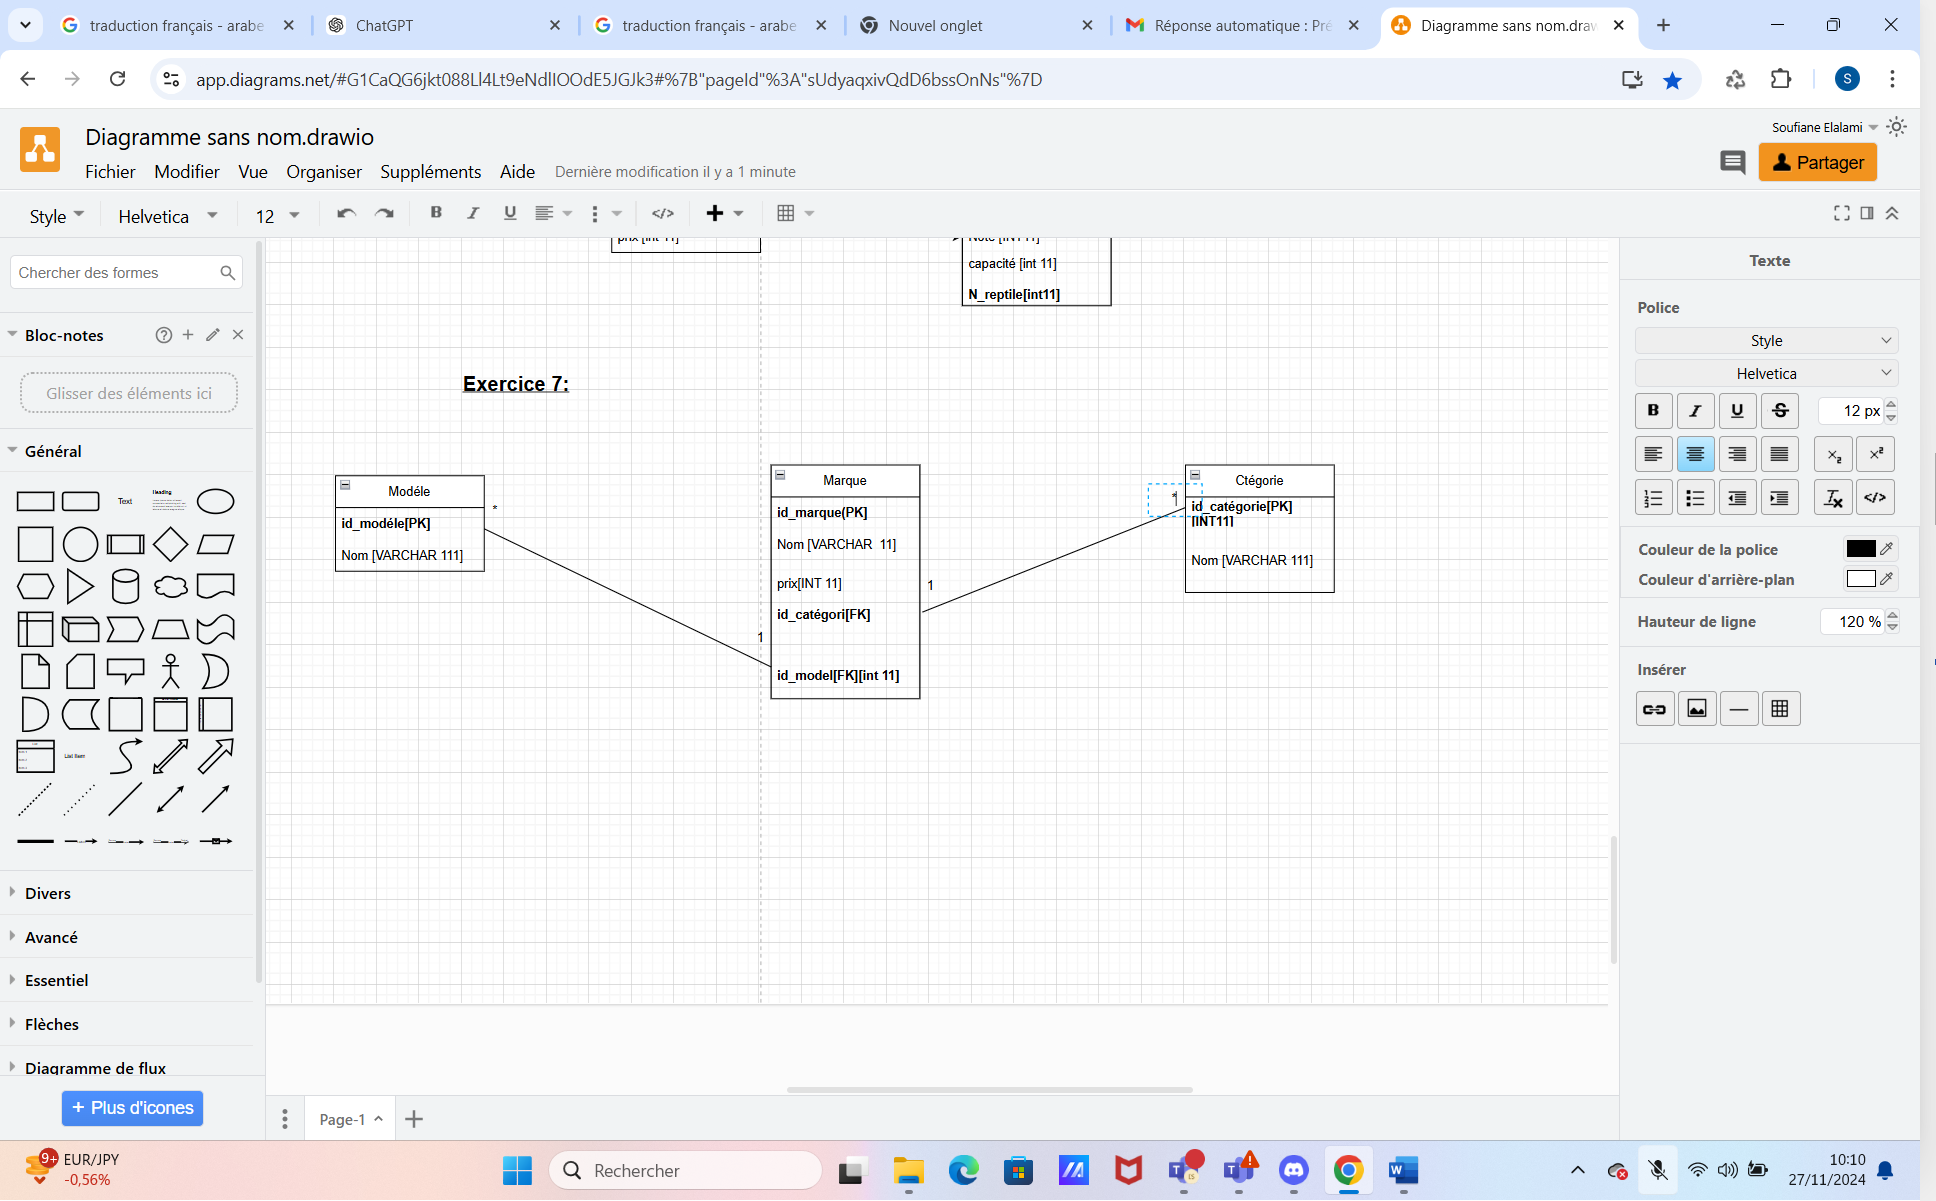 traduction français - arabe
ChatGPT
traduction français - arabe
Nouvel onglet
Réponse automatique : Pré
Diagramme sans nom.draw
app.diagrams.net/#G1CaQG6jkt088Ll4Lt9eNdlIOOdE5JGJk3#%7B"pageId"%3A"sUdyaqxivQdD6bssOnNs"%7D
S
Diagramme sans nom.drawio
Soufiane Elalami
Fichier Modifier Vue Organiser Suppléments Aide Dernière modification il y a 1 minute
Partager
Style Helvetica 12 B I U
Chercher des formes
Bloc-notes
Glisser des éléments ici
Général
Text
Heading
List Item
Divers
Avancé
Essentiel
Flèches
Diagramme de flux
+ Plus d'icones
prix [int 11]
Note [INT11]
capacité [int 11]
N_reptile[int11]
Exercice 7:
Modéle
id_modéle[PK]
Nom [VARCHAR 111]
*
1
Marque
id_marque(PK]
Nom [VARCHAR 11]
prix[INT 11]
id_catégori[FK]
id_model[FK][int 11]
1
*
Ctégorie
id_catégorie[PK]
[INT11]
Nom [VARCHAR 111]
Texte
Police
Style
Helvetica
B I U S 12 px
Couleur de la police
Couleur d'arrière-plan
Hauteur de ligne 120 %
Insérer
Page-1
9+
EUR/JPY
-0,56%
Rechercher
10:10
27/11/2024